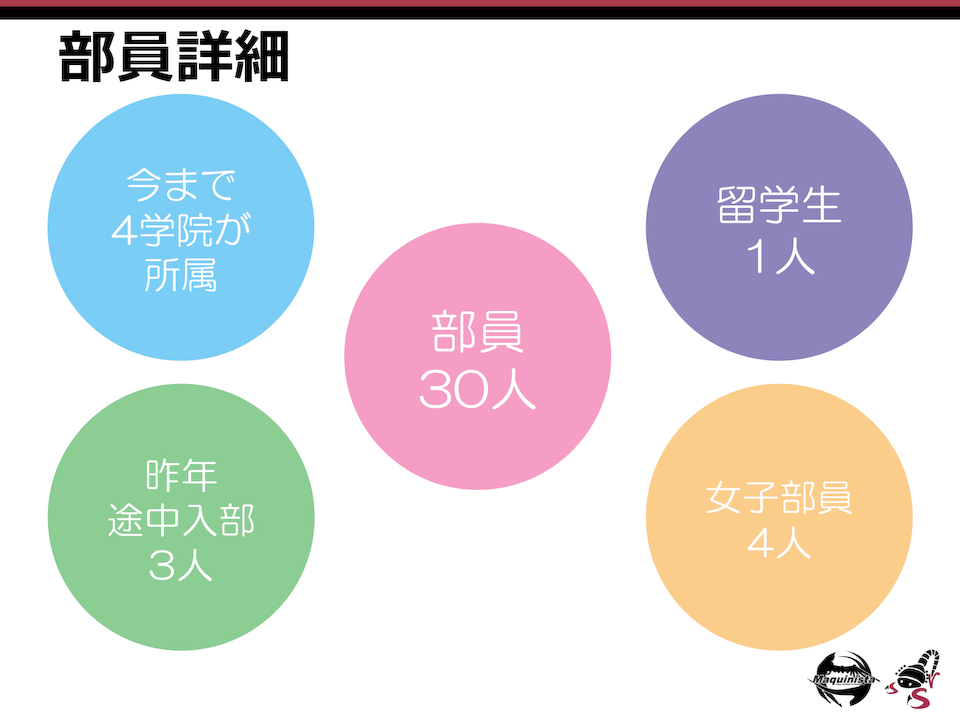 部員詳細
今まで
4学院が
所属
留学生
1人
部員
30人
昨年
途中入部
3人
女子部員
4人
Maquinista
S
S
r